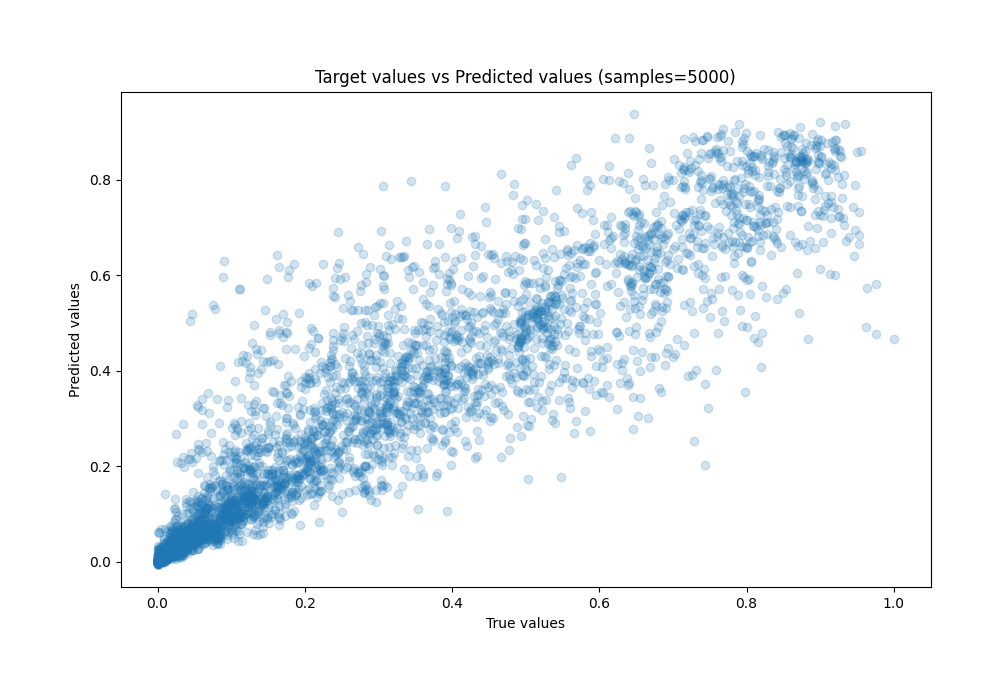 Target values vs Predicted values (samples=5000)
Predicted values
0.8
0.6
0.4
0.2
0.0
0.0 0.2 0.4 0.6 0.8 1.0
True values